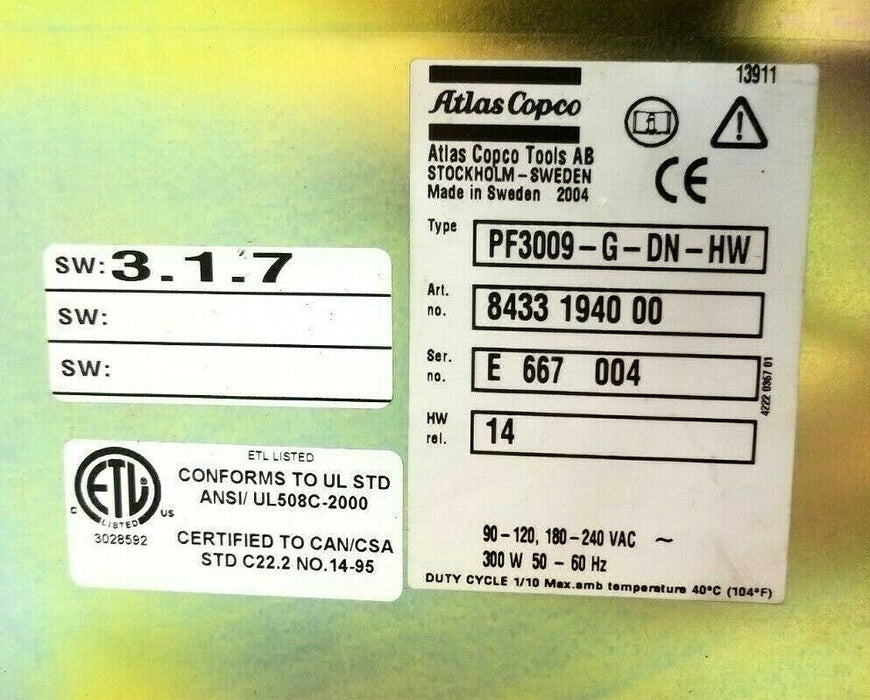 13911
Atlas Copco
Atlas Copco Tools AB
STOCKHOLM-SWEDEN
Made in Sweden 2004
CE
Type PF3009-G-DN-HW
Art. no. 8433 1940 00
Ser. no. E 667 004
HW rel. 14
4222 0367 01
90-120, 180-240 VAC ~
300 W 50-60 Hz
DUTY CYCLE 1/10 Max.amb temperature 40°C (104°F)
SW: 3.1.7
SW:
SW:
ETL LISTED
CONFORMS TO UL STD
ANSI/ UL508C-2000
CERTIFIED TO CAN/CSA
STD C22.2 NO.14-95
C ETL® US
LISTED
3028592